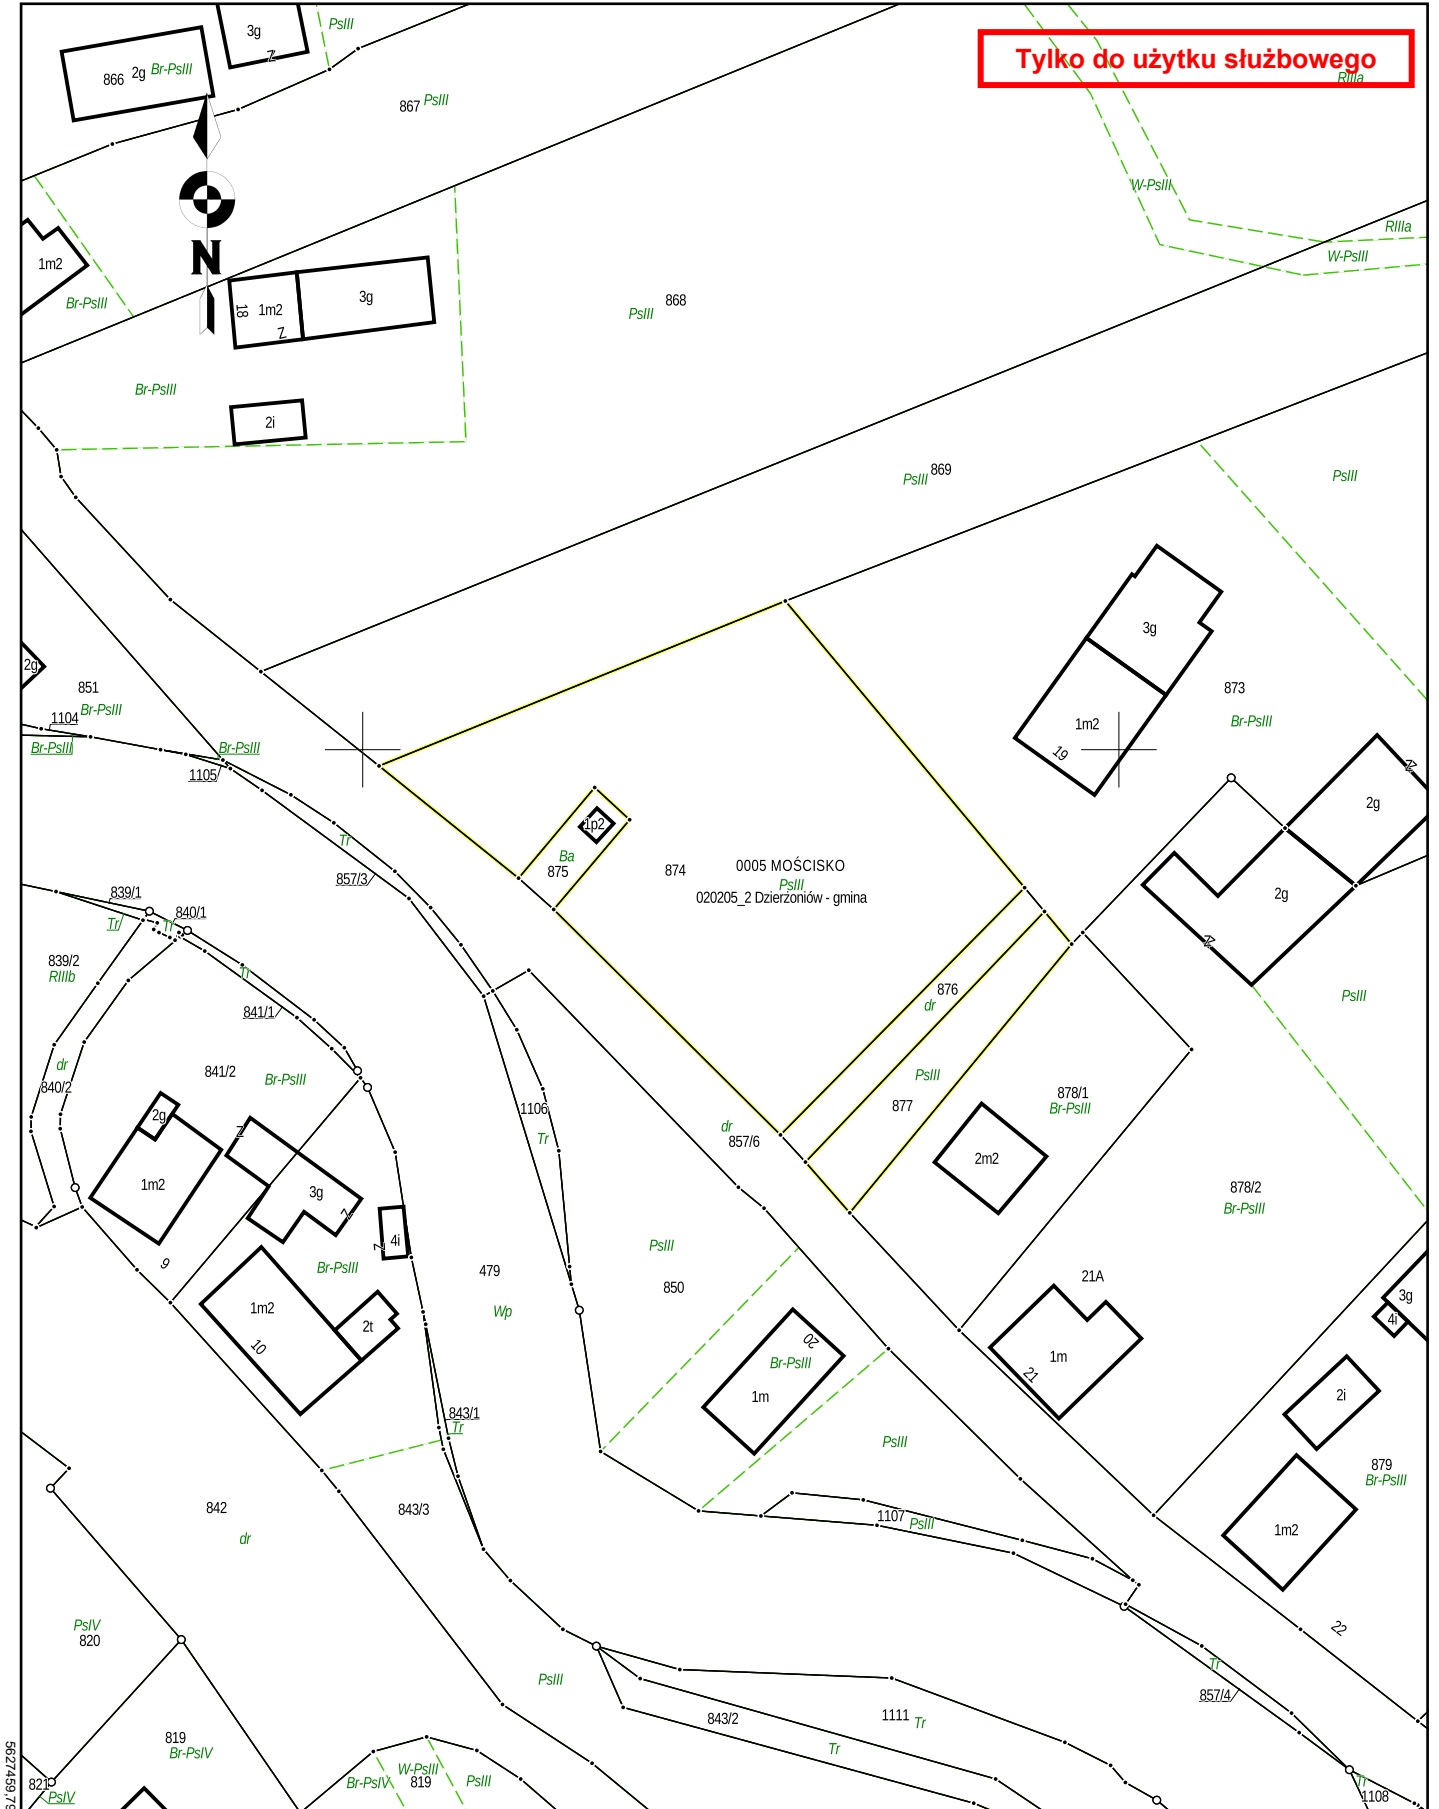 PsIII
3g
Z
Tylko do użytku służbowego
RIIIa
866
2g
Br-PsIII
867
PsIII
W-PsIII
RIIIa
W-PsIII
N
1m2
Br-PsIII
18
1m2
Z
3g
868
PsIII
Br-PsIII
2i
869
PsIII
PsIII
3g
2g
851
Br-PsIII
1104
Br-PsIII
Br-PsIII
1105
873
Br-PsIII
1m2
19
Z
2g
Tr
857/3
1p2
Ba
875
874
0005 MOŚCISKO
PsIII
020205_2 Dzierżoniów - gmina
2g
Z
839/1
Tr
Tr
840/1
839/2
RIIIb
Tr
841/1
876
dr
PsIII
dr
840/2
841/2
Br-PsIII
PsIII
877
878/1
Br-PsIII
1106
Tr
dr
857/6
2g
Z
1m2
3g
Z
2m2
878/2
Br-PsIII
4i
Z
9
Br-PsIII
479
Wp
PsIII
850
21A
1m2
10
2t
20
Br-PsIII
1m
1m
21
3g
4i
2i
843/1
Tr
PsIII
879
Br-PsIII
842
dr
843/3
1107
PsIII
1m2
PsIV
820
22
PsIII
Tr
857/4
819
Br-PsIV
843/2
Tr
1111
Tr
W-PsIII
Br-PsIV
819
PsIII
821
PsIV
Tr
1108